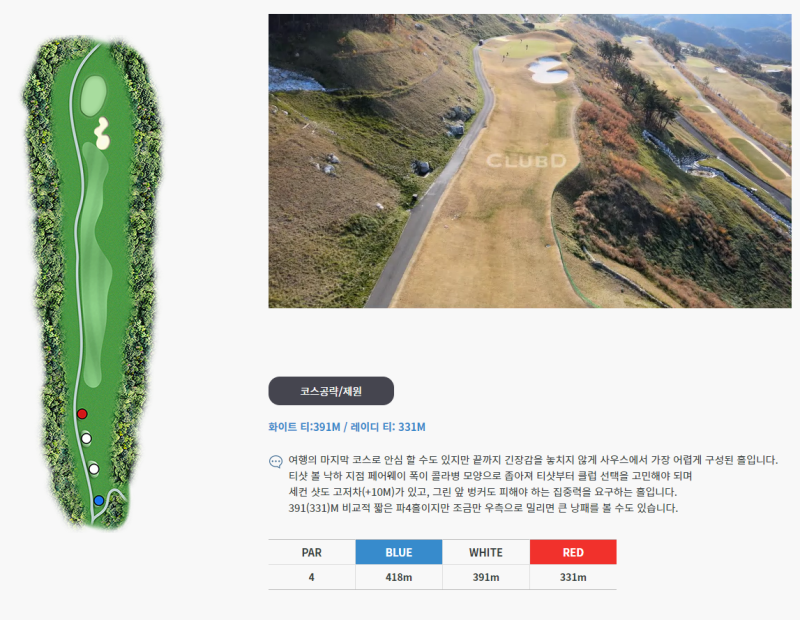 CLUBD
코스공략/제원
화이트 티:391M / 레이디 티: 331M
여행의 마지막 코스로 안심 할 수도 있지만 끝까지 긴장감을 놓치지 않게 사우스에서 가장 어렵게 구성된 홀입니다.
티샷 볼 낙하 지점 페어웨이 폭이 콜라병 모양으로 좁아져 티샷부터 클럽 선택을 고민해야 되며
세컨 샷도 고저차(+10M)가 있고, 그린 앞 벙커도 피해야 하는 집중력을 요구하는 홀입니다.
391(331)M 비교적 짧은 파4홀이지만 조금만 우측으로 밀리면 큰 낭패를 볼 수도 있습니다.
PAR BLUE WHITE RED
4 418m 391m 331m